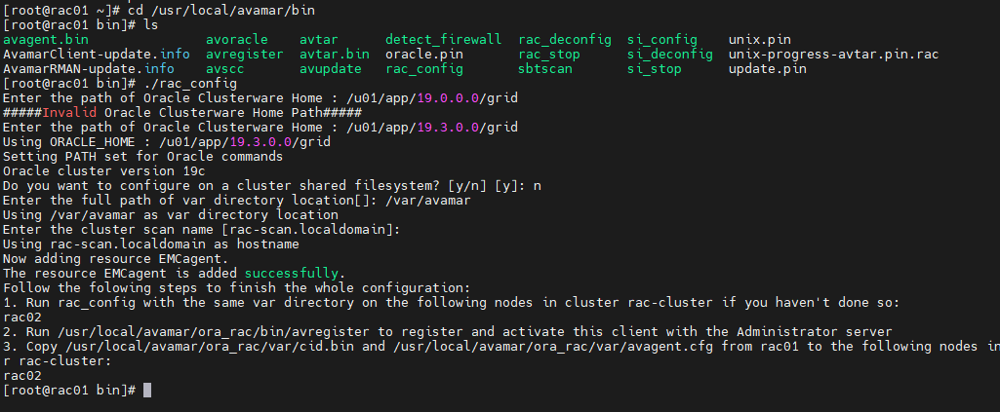 [root@rac01 ~]# cd /usr/local/avamar/bin
[root@rac01 bin]# ls
avagent.bin avoracle avtar detect_firewall rac_deconfig si_config unix.pin
AvamarClient-update.info avregister avtar.bin oracle.pin rac_stop si_deconfig unix-progress-avtar.pin.rac
AvamarRMAN-update.info avscc avupdate rac_config sbtscan si_stop update.pin
[root@rac01 bin]# ./rac_config
Enter the path of Oracle Clusterware Home : /u01/app/19.0.0.0/grid
#####Invalid Oracle Clusterware Home Path#####
Enter the path of Oracle Clusterware Home : /u01/app/19.3.0.0/grid
Using ORACLE_HOME : /u01/app/19.3.0.0/grid
Setting PATH set for Oracle commands
Oracle cluster version 19c
Do you want to configure on a cluster shared filesystem? [y/n] [y]: n
Enter the full path of var directory location[]: /var/avamar
Using /var/avamar as var directory location
Enter the cluster scan name [rac-scan.localdomain]:
Using rac-scan.localdomain as hostname
Now adding resource EMCagent.
The resource EMCagent is added successfully.
Follow the folowing steps to finish the whole configuration:
1. Run rac_config with the same var directory on the following nodes in cluster rac-cluster if you haven't done so:
rac02
2. Run /usr/local/avamar/ora_rac/bin/avregister to register and activate this client with the Administrator server
3. Copy /usr/local/avamar/ora_rac/var/cid.bin and /usr/local/avamar/ora_rac/var/avagent.cfg from rac01 to the following nodes in
r rac-cluster:
rac02
[root@rac01 bin]#